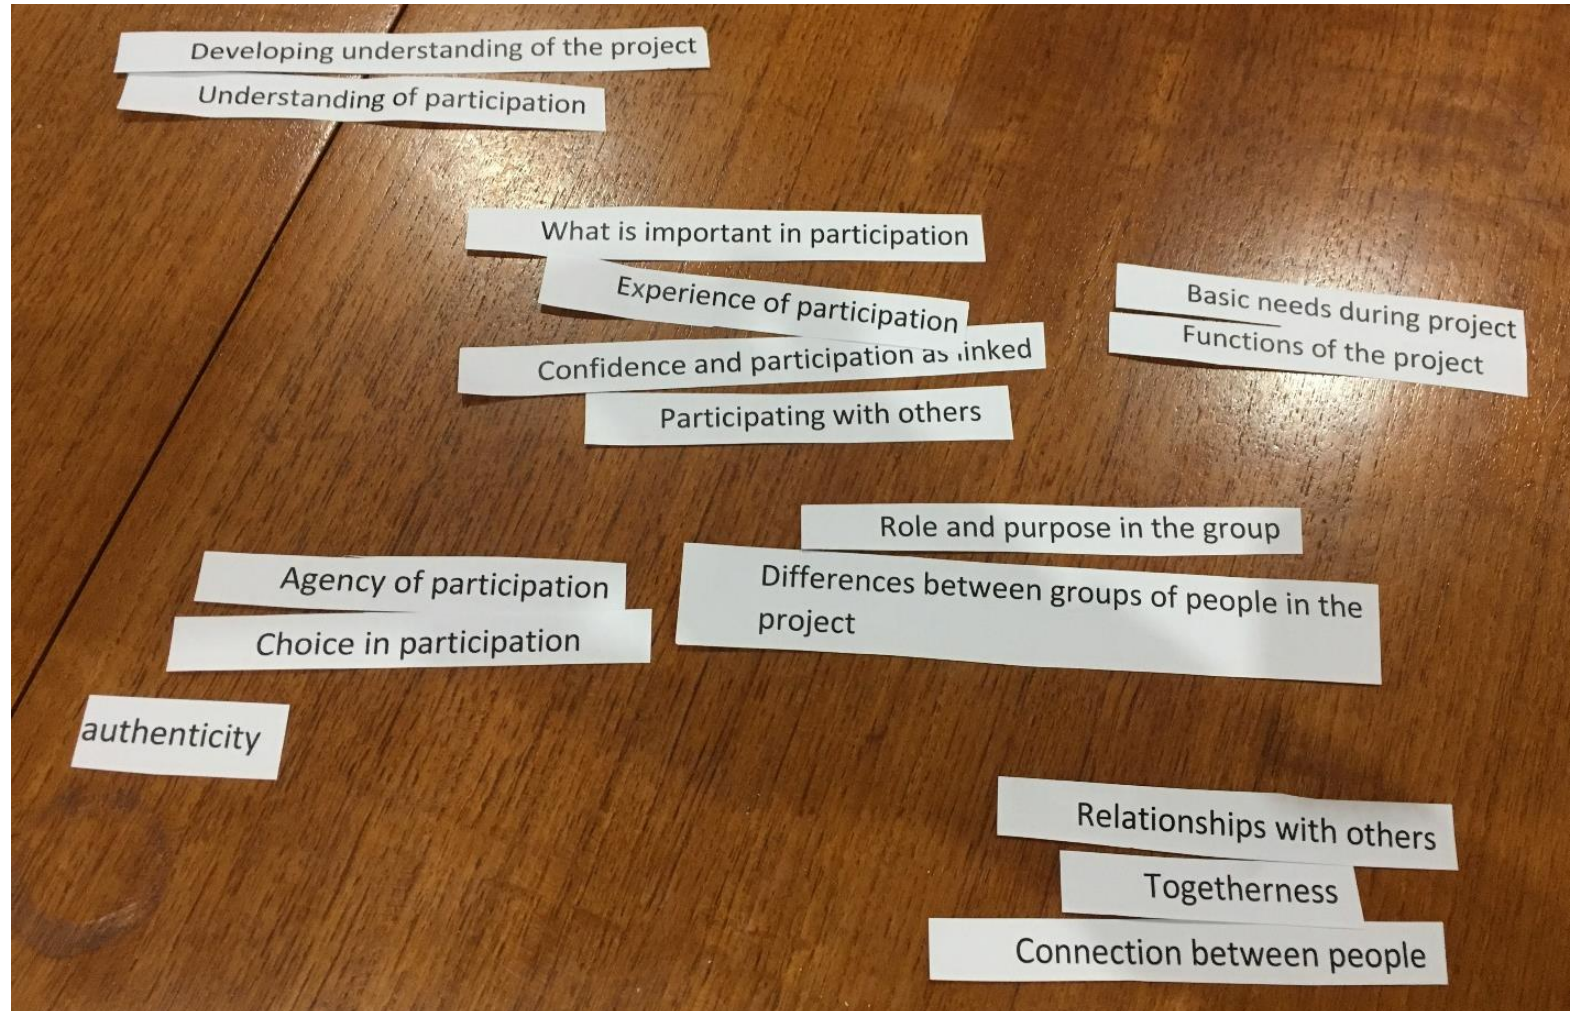 Developing understanding of the project
Understanding of participation
What is important in participation
Experience of participation
Confidence and participation as linked
Participating with others
Basic needs during project
Functions of the project
Role and purpose in the group
Differences between groups of people in the
project
Agency of participation
Choice in participation
authenticity
Relationships with others
Togetherness
Connection between people